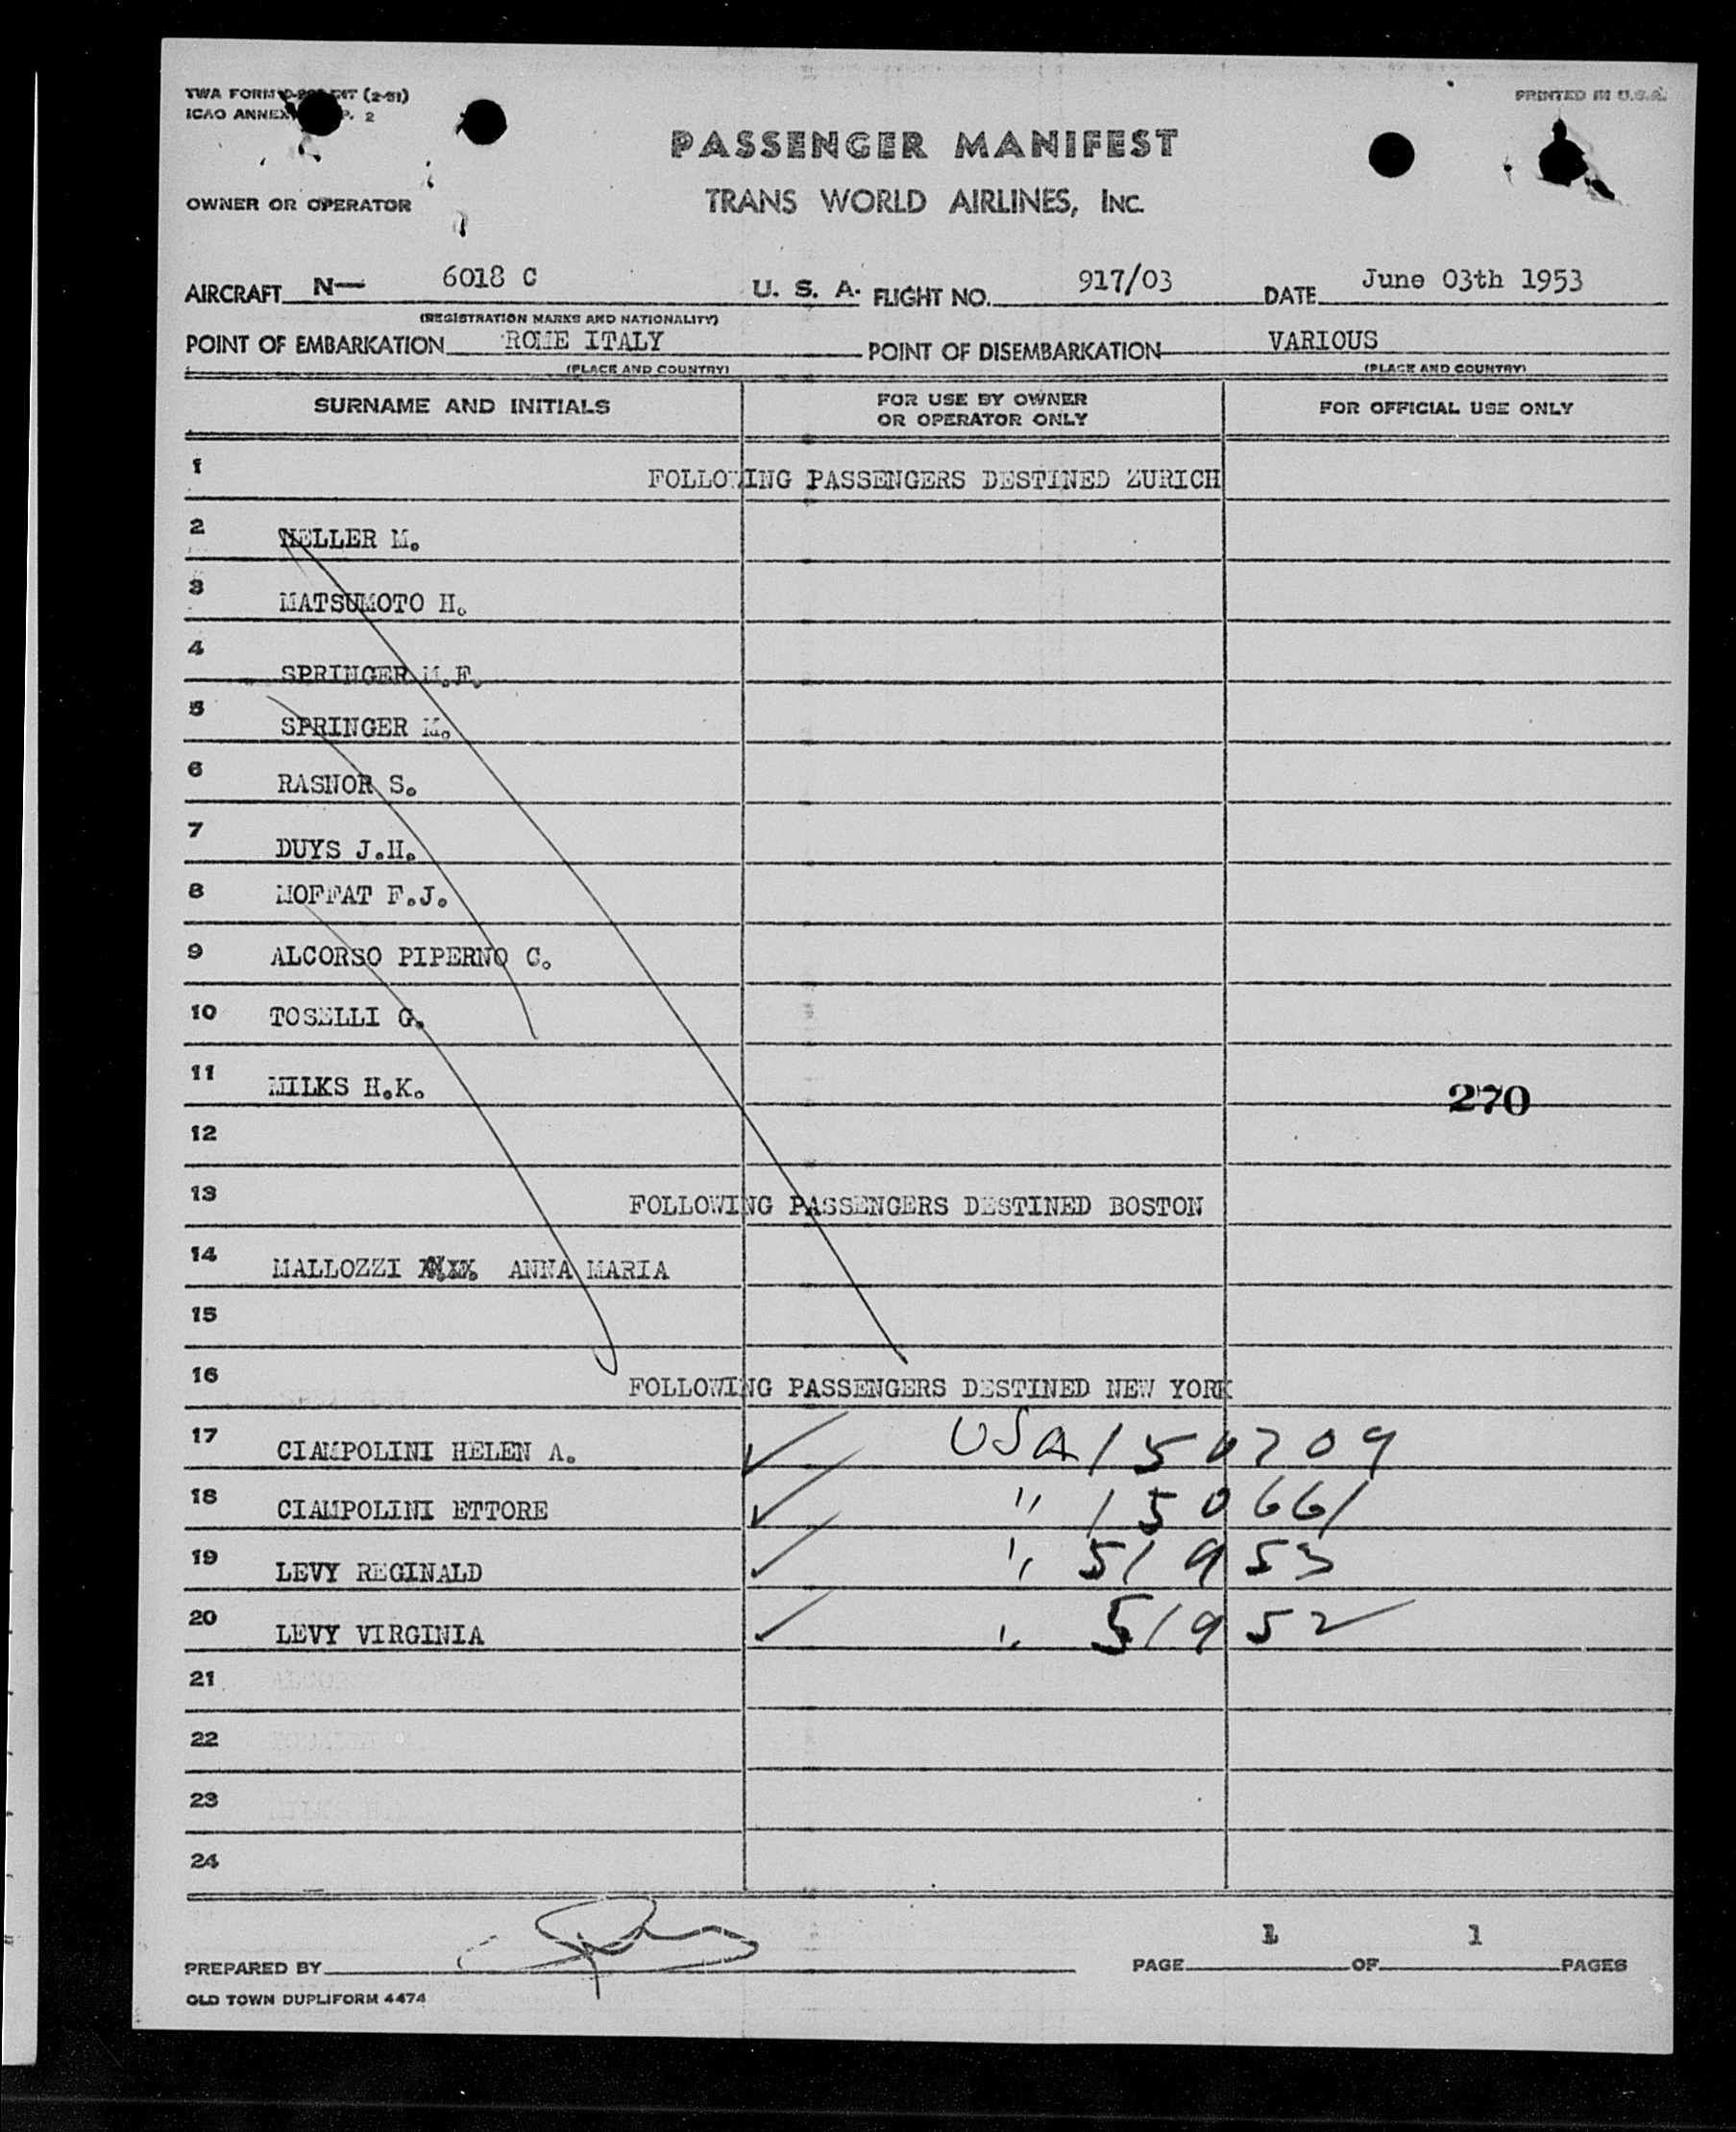 (2-51)
ICAO ANNEX P. 2
PRINTED IN U.S.A.
PASSENGER MANIFEST
OWNER OR OPERATOR
TRANS WORLD AIRLINES, INC.
AIRCRAFT N— 6018 C U. S. A. FLIGHT NO. 917/03 DATE June 03th 1953
(REGISTRATION MARKS AND NATIONALITY)
POINT OF EMBARKATION ROME ITALY POINT OF DISEMBARKATION VARIOUS
(PLACE AND COUNTRY) (PLACE AND COUNTRY)
SURNAME AND INITIALS FOR USE BY OWNER OR OPERATOR ONLY FOR OFFICIAL USE ONLY
1 FOLLOWING PASSENGERS DESTINED ZURICH
2 HELLER M.
3 MATSUMOTO H.
4 SPRINGER M.F.
5 SPRINGER M.
6 RASNOR S.
7 DUYS J.H.
8 MOFFAT F.J.
9 ALCORSO PIPERNO C.
10 TOSELLI G.
11 MILKS H.K. 270
12
13 FOLLOWING PASSENGERS DESTINED BOSTON
14 MALLOZZI ANNA MARIA
15
16 FOLLOWING PASSENGERS DESTINED NEW YORK
17 CIAMPOLINI HELEN A. ✓ USA 150709
18 CIAMPOLINI ETTORE ✓ " 150661
19 LEVY REGINALD ✓ " 51953
20 LEVY VIRGINIA ✓ " 51952
21
22
23
24
PREPARED BY PAGE 1 OF 1 PAGES
OLD TOWN DUPLIFORM 4474